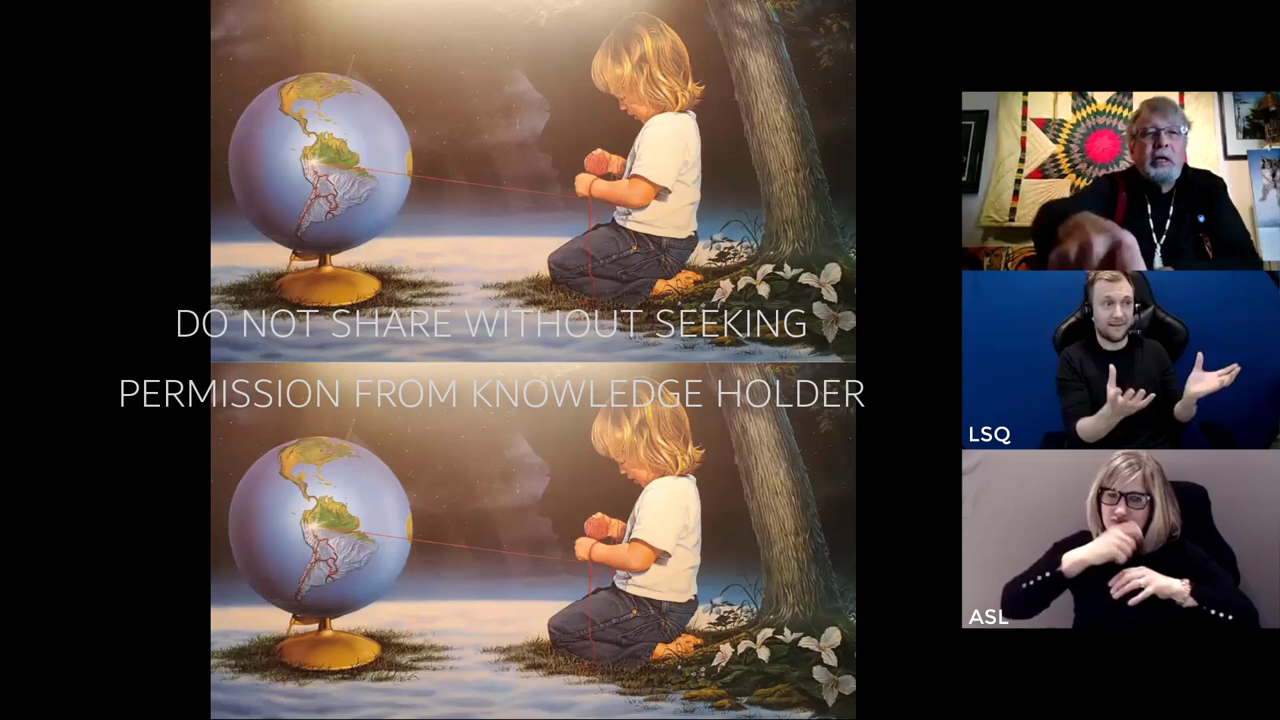 DO NOT SHARE WITHOUT SEEKING
PERMISSION FROM KNOWLEDGE HOLDER
LSQ
ASL